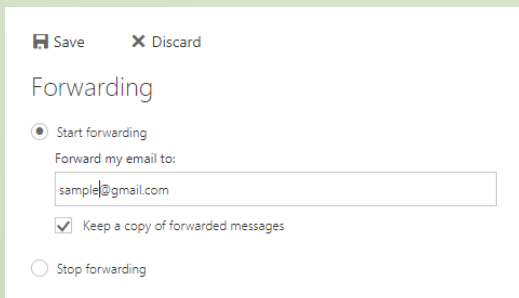 Save Discard
Forwarding
Start forwarding
Forward my email to:
sample@gmail.com
Keep a copy of forwarded messages
Stop forwarding